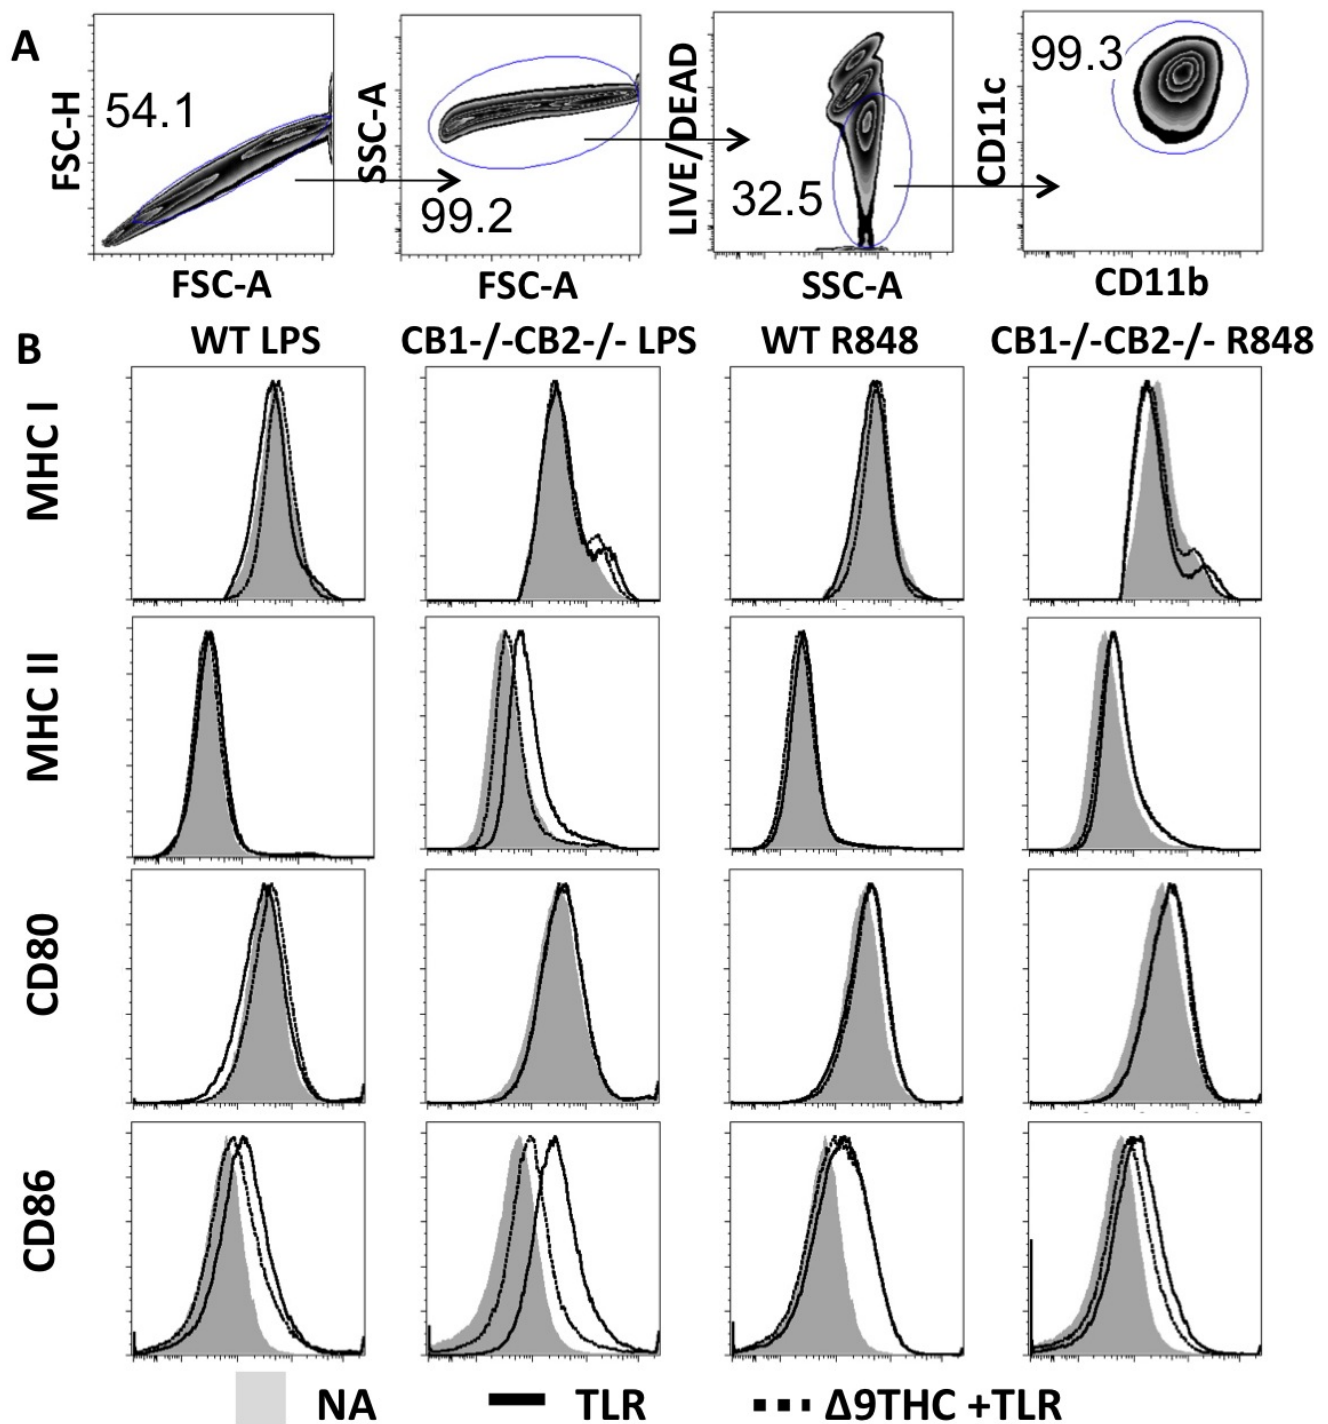 A
FSC-H
54.1
FSC-A
SSC-A
99.2
FSC-A
LIVE/DEAD
32.5
SSC-A
CD11c
99.3
CD11b
B
WT LPS
CB1-/-CB2-/- LPS
WT R848
CB1-/-CB2-/- R848
MHC I
MHC II
CD80
CD86
NA
TLR
Δ9THC +TLR